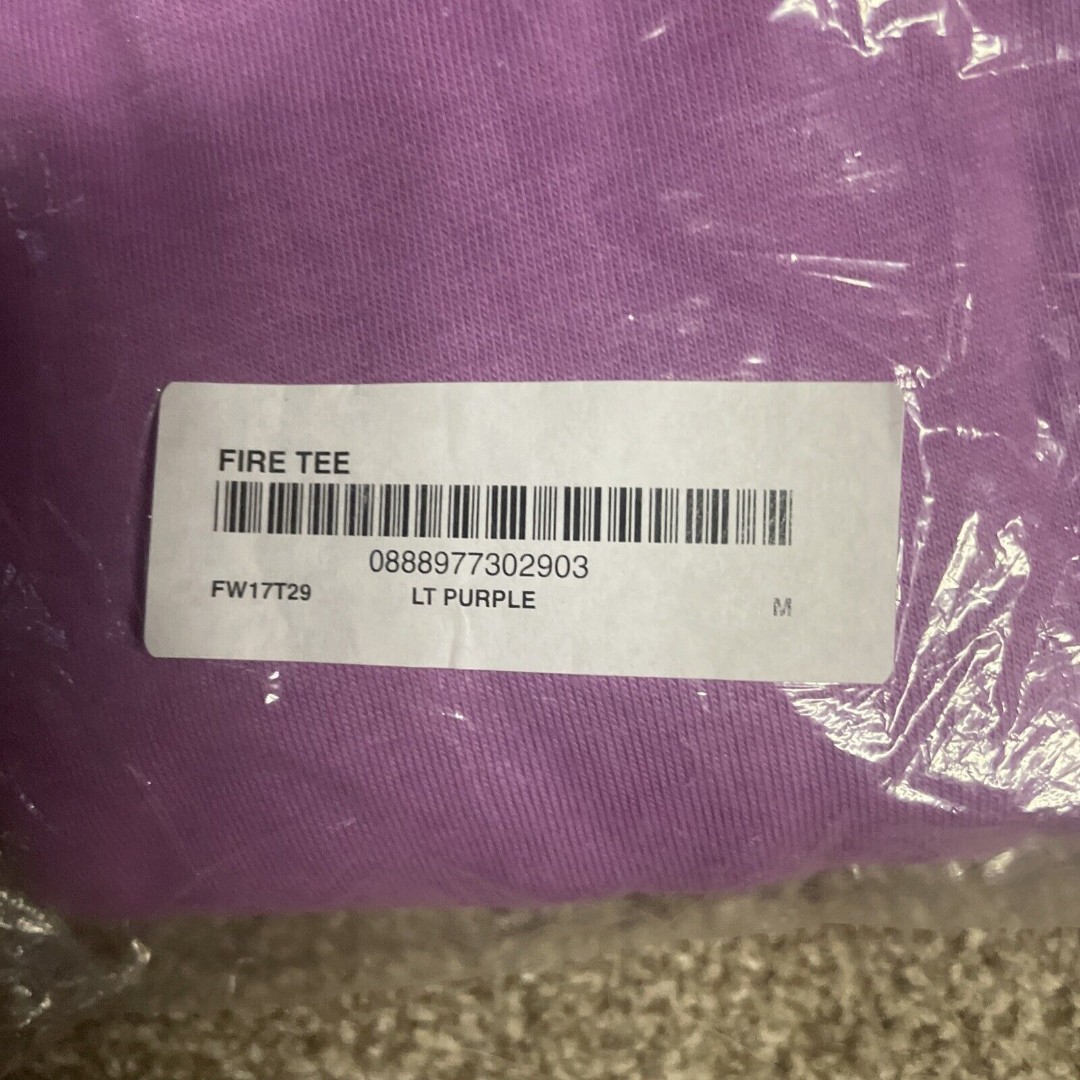 FIRE TEE
0888977302903
FW17T29 LT PURPLE M